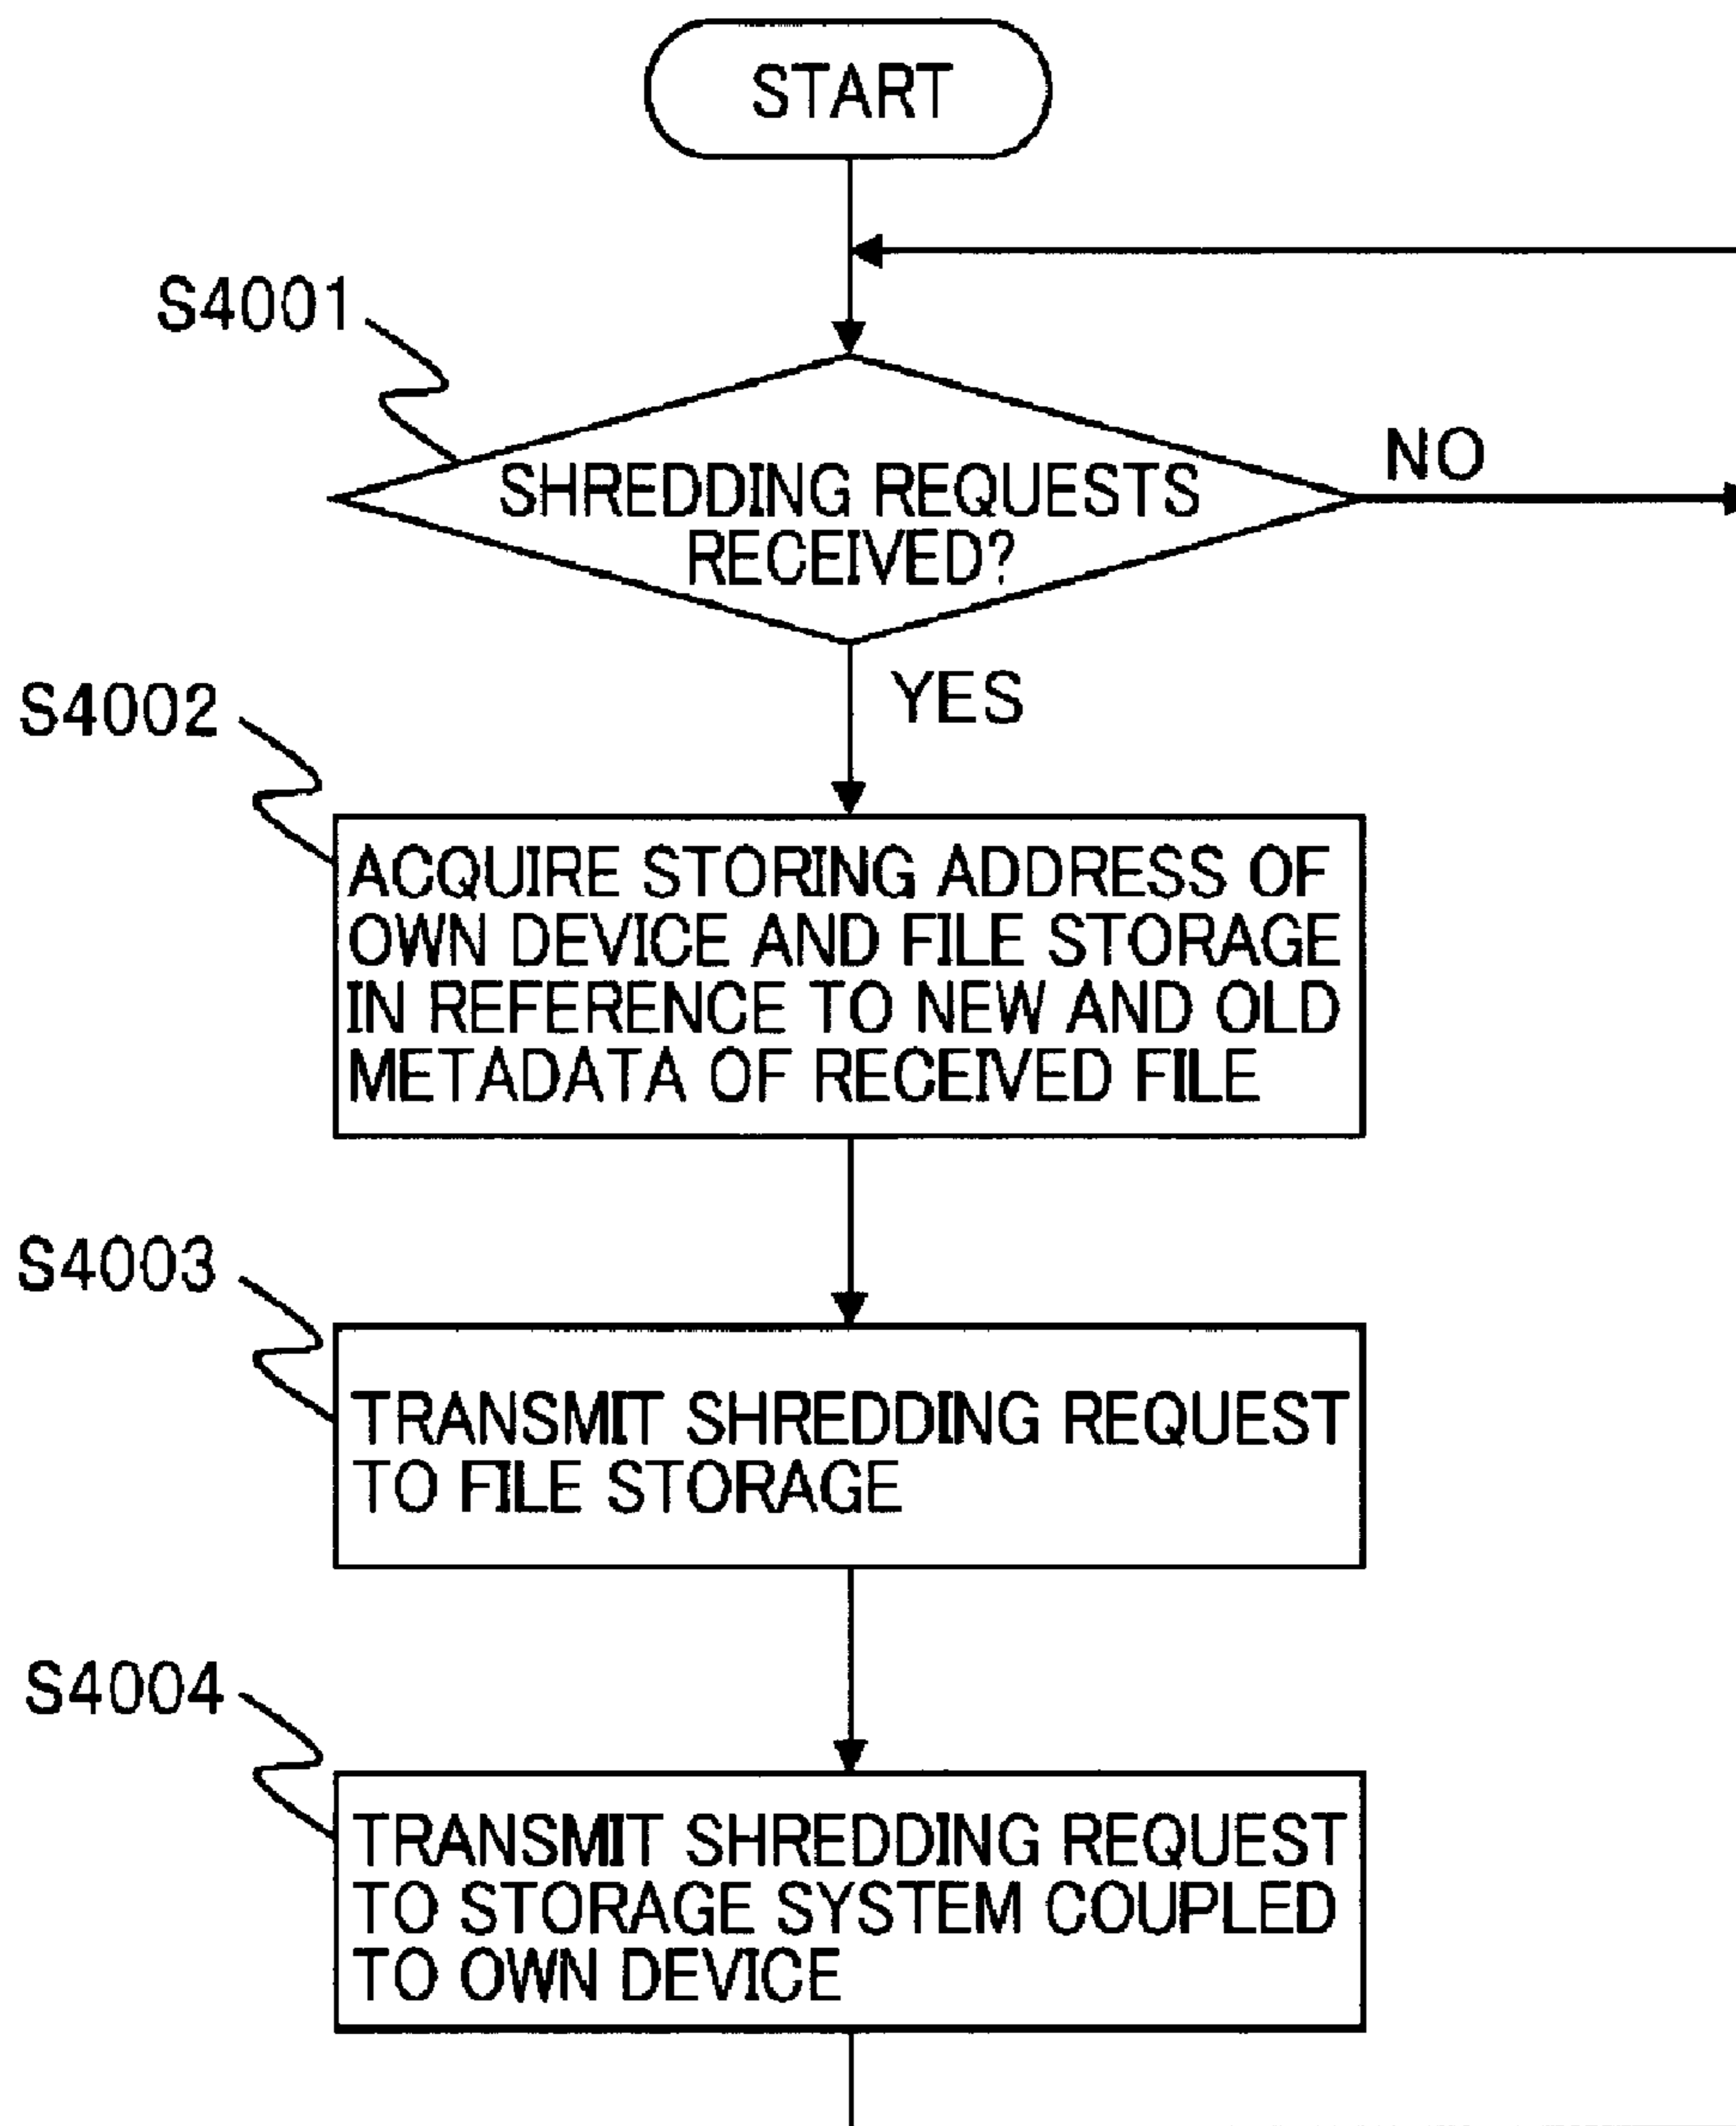 START
S4001
SHREDDING REQUESTS
RECEIVED?
NO
YES
S4002
ACQUIRE STORING ADDRESS OF
OWN DEVICE AND FILE STORAGE
IN REFERENCE TO NEW AND OLD
METADATA OF RECEIVED FILE
S4003
TRANSMIT SHREDDING REQUEST
TO FILE STORAGE
S4004
TRANSMIT SHREDDING REQUEST
TO STORAGE SYSTEM COUPLED
TO OWN DEVICE